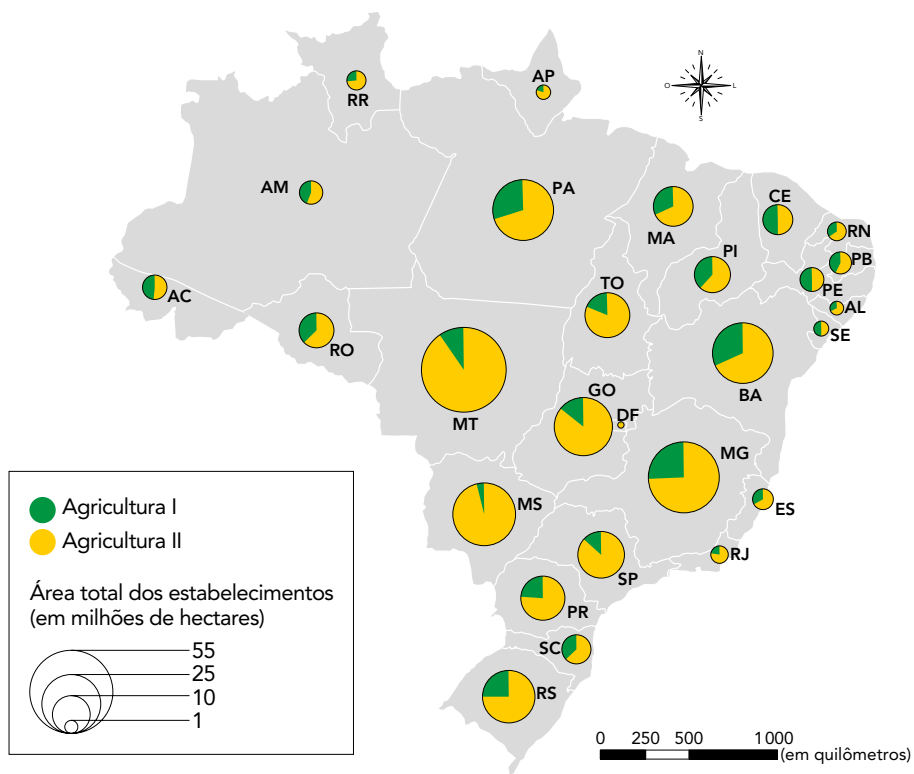 N
O
L
S
AP
RR
AM
PA
CE
MA
RN
PI
PB
TO
PE
AC
AL
RO
SE
BA
GO
DF
MT
MG
MS
ES
RJ
SP
PR
SC
RS
Agricultura I
Agricultura II
Área total dos estabelecimentos
(em milhões de hectares)
55
25
10
1
0 250 500 1000
(em quilômetros)